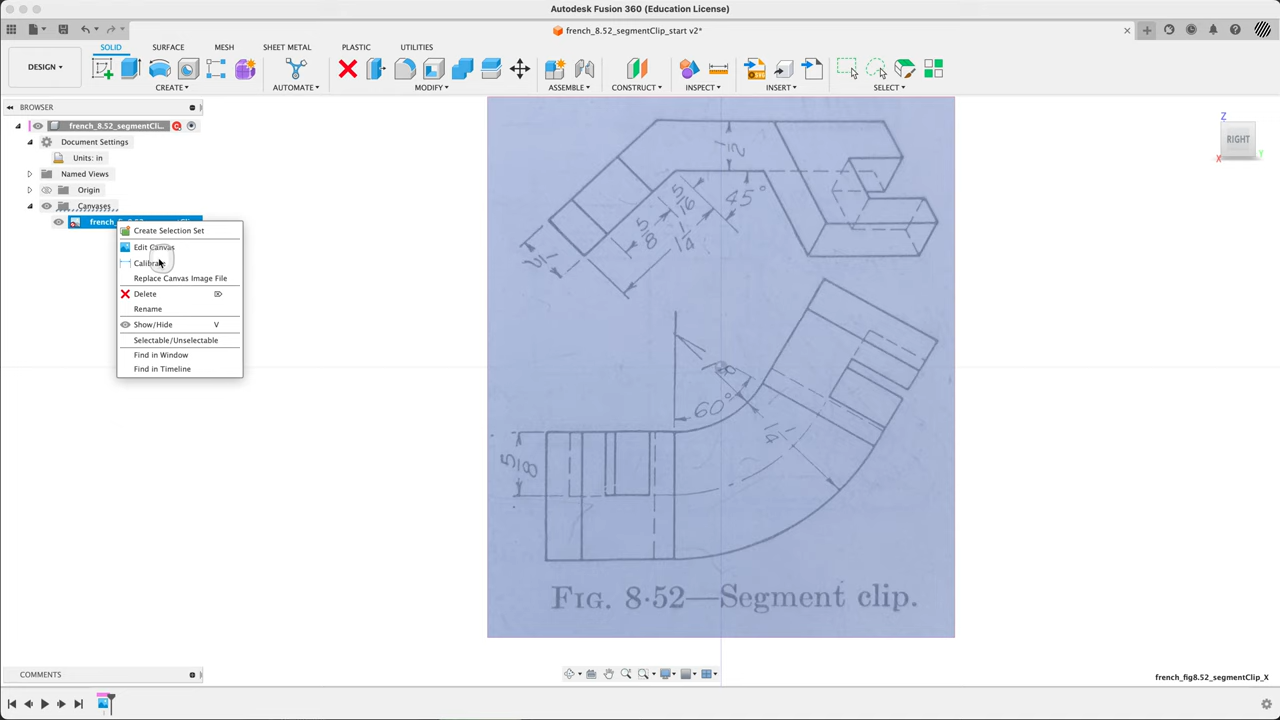 Autodesk Fusion 360 (Education License)
french_8.52_segmentClip_start v2*
SOLID SURFACE MESH SHEET METAL PLASTIC UTILITIES
DESIGN
CREATE AUTOMATE MODIFY ASSEMBLE CONSTRUCT INSPECT INSERT SELECT
BROWSER
french_8.52_segmentCli...
Document Settings
Units: in
Named Views
Origin
Canvases
Create Selection Set
Edit Canvas
Replace Canvas Image File
Delete
Rename
Show/Hide V
Selectable/Unselectable
Find in Window
Find in Timeline
Z
RIGHT
X
Y
1/2
5/16
45°
5/8
1 1/4
1/2
60°
5/8
FIG. 8·52—Segment clip.
COMMENTS
french_fig8.52_segmentClip_X